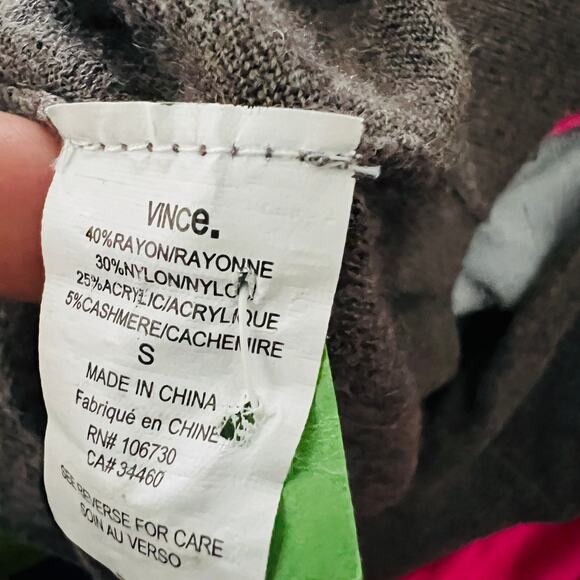 VINCe.
40%RAYON/RAYONNE
30%NYLON/NYLON
25%ACRYLIC/ACRYLIQUE
5%CASHMERE/CACHEMIRE
S
MADE IN CHINA
Fabriqué en CHINE
RN# 106730
CA# 34460
SEE REVERSE FOR CARE
SOIN AU VERSO